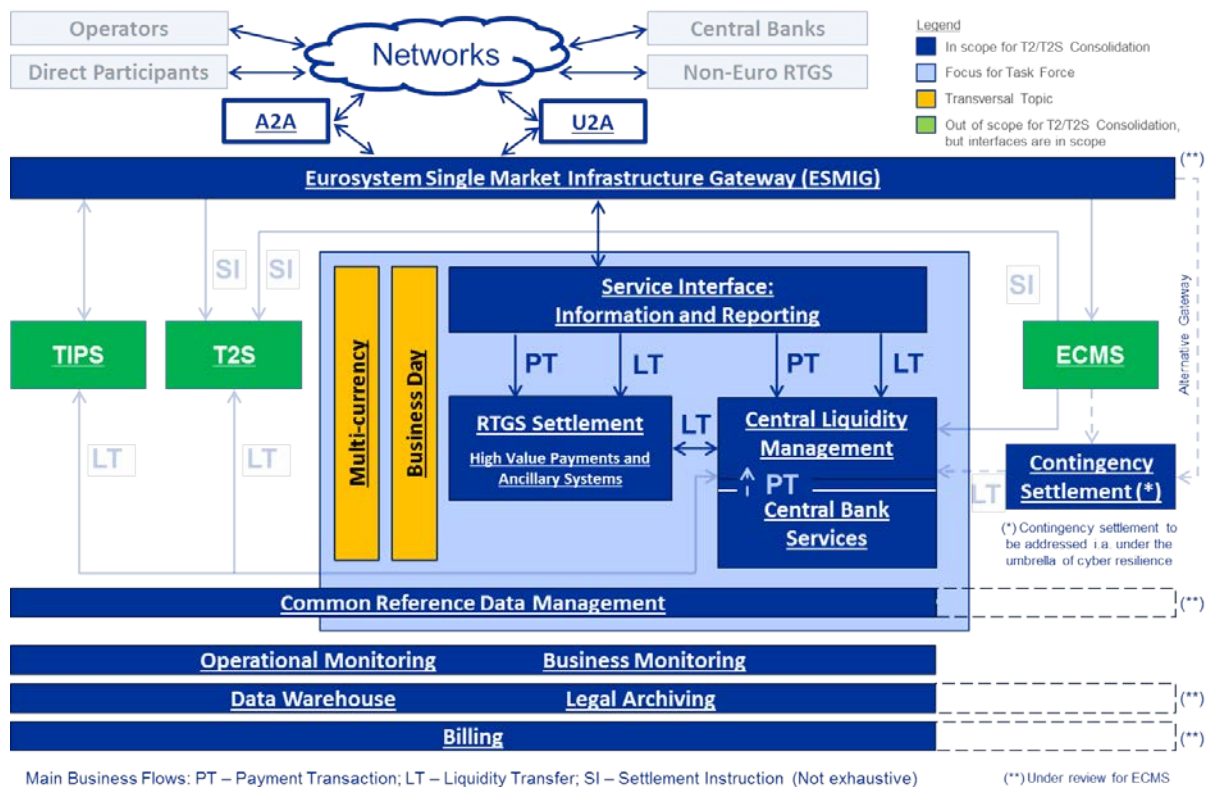 Operators
Direct Participants
Networks
Central Banks
Non-Euro RTGS
Legend
In scope for T2/T2S Consolidation
Focus for Task Force
Transversal Topic
Out of scope for T2/T2S Consolidation,
but interfaces are in scope
A2A
U2A
(**)
Eurosystem Single Market Infrastructure Gateway (ESMIG)
SI
SI
SI
Alternative Gateway
Multi-currency
Business Day
Service Interface:
Information and Reporting
PT
LT
PT
LT
TIPS
T2S
ECMS
RTGS Settlement
High Value Payments and
Ancillary Systems
LT
Central Liquidity
Management
PT
Central Bank
Services
LT
LT
LT
Contingency
Settlement (*)
(*) Contingency settlement to
be addressed i.a. under the
umbrella of cyber resilience
Common Reference Data Management
(**)
Operational Monitoring
Business Monitoring
Data Warehouse
Legal Archiving
(**)
Billing
(**)
Main Business Flows: PT – Payment Transaction; LT – Liquidity Transfer; SI – Settlement Instruction (Not exhaustive)
(**) Under review for ECMS